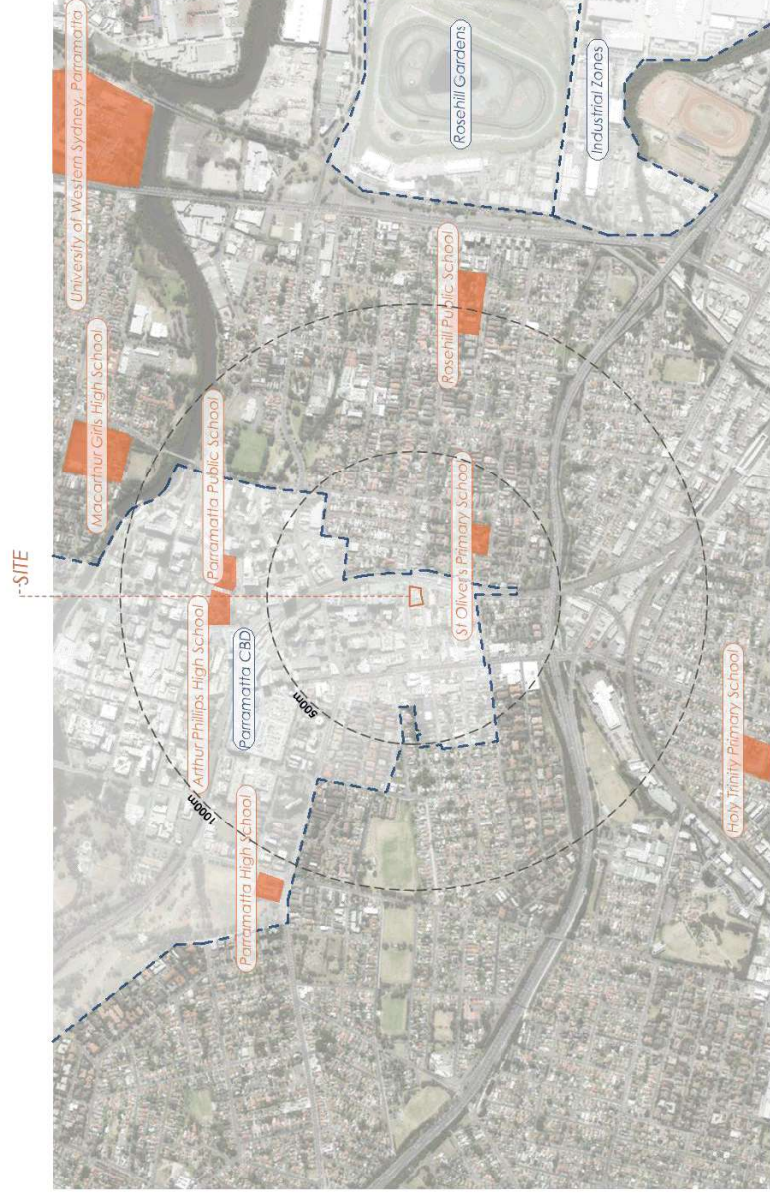 SITE
University of Western Sydney, Parramatta
Macarthur Girls High School
Parramatta Public School
Arthur Phillips High School
Parramatta CBD
Parramatta High School
1000m
500m
Rosehill Gardens
Industrial Zones
Rosehill Public School
St Oliver's Primary School
Holy Trinity Primary School